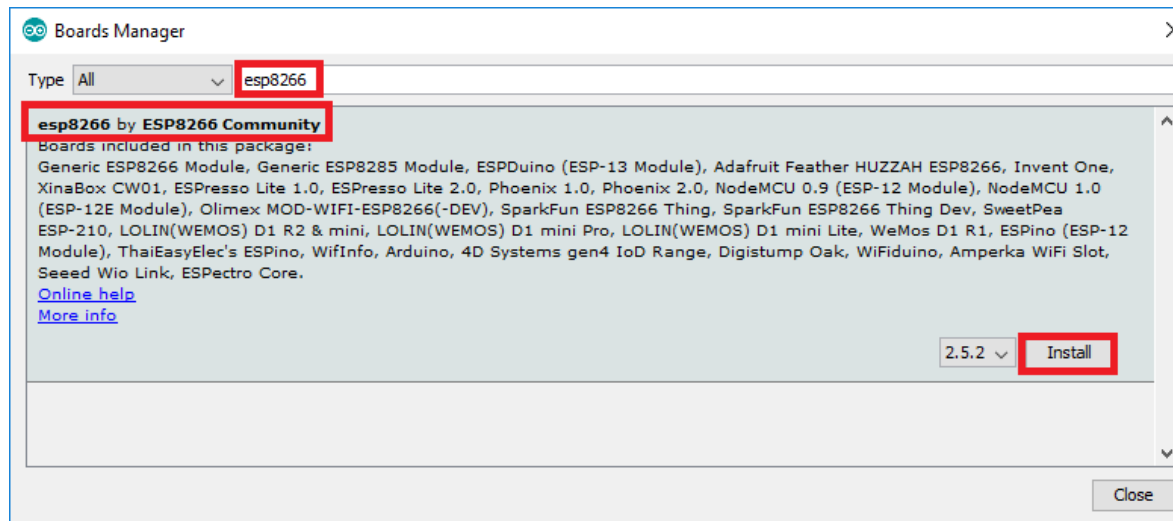 Boards Manager
Type All esp8266
esp8266 by ESP8266 Community
Boards included in this package:
Generic ESP8266 Module, Generic ESP8285 Module, ESPDuino (ESP-13 Module), Adafruit Feather HUZZAH ESP8266, Invent One,
XinaBox CW01, ESPresso Lite 1.0, ESPresso Lite 2.0, Phoenix 1.0, Phoenix 2.0, NodeMCU 0.9 (ESP-12 Module), NodeMCU 1.0
(ESP-12E Module), Olimex MOD-WIFI-ESP8266(-DEV), SparkFun ESP8266 Thing, SparkFun ESP8266 Thing Dev, SweetPea
ESP-210, LOLIN(WEMOS) D1 R2 & mini, LOLIN(WEMOS) D1 mini Pro, LOLIN(WEMOS) D1 mini Lite, WeMos D1 R1, ESPino (ESP-12
Module), ThaiEasyElec's ESPino, WifInfo, Arduino, 4D Systems gen4 IoD Range, Digistump Oak, WiFiduino, Amperka WiFi Slot,
Seeed Wio Link, ESPectro Core.
Online help
More info
2.5.2 Install
Close